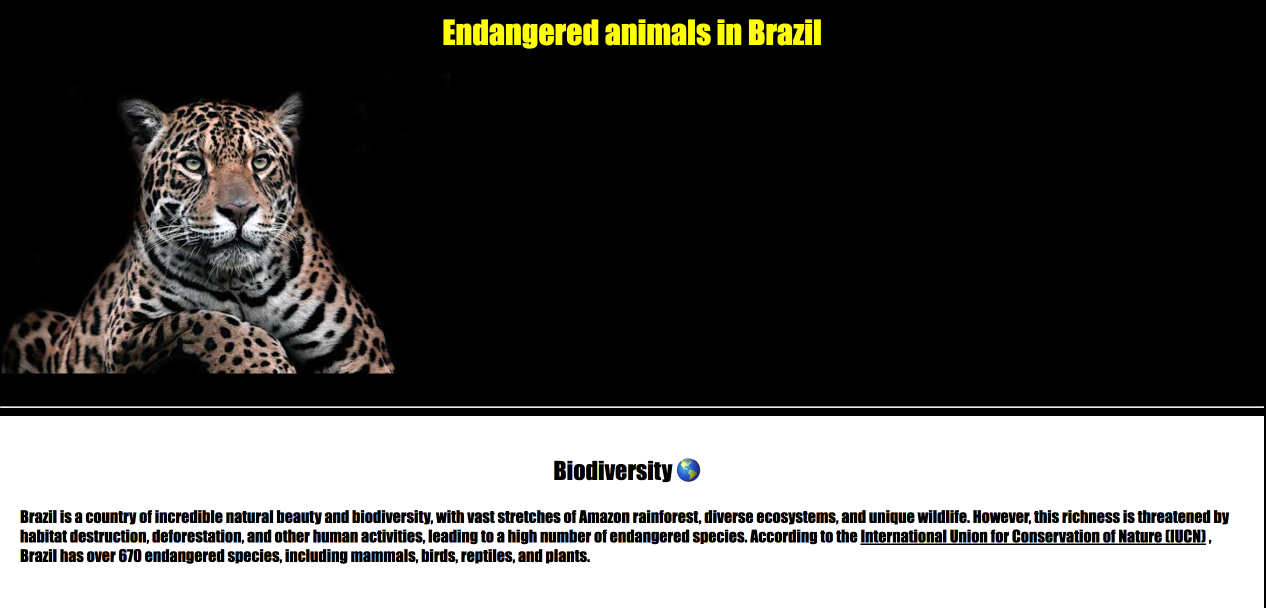 Endangered animals in Brazil
Biodiversity 🌎
Brazil is a country of incredible natural beauty and biodiversity, with vast stretches of Amazon rainforest, diverse ecosystems, and unique wildlife. However, this richness is threatened by
habitat destruction, deforestation, and other human activities, leading to a high number of endangered species. According to the International Union for Conservation of Nature (IUCN) ,
Brazil has over 670 endangered species, including mammals, birds, reptiles, and plants.